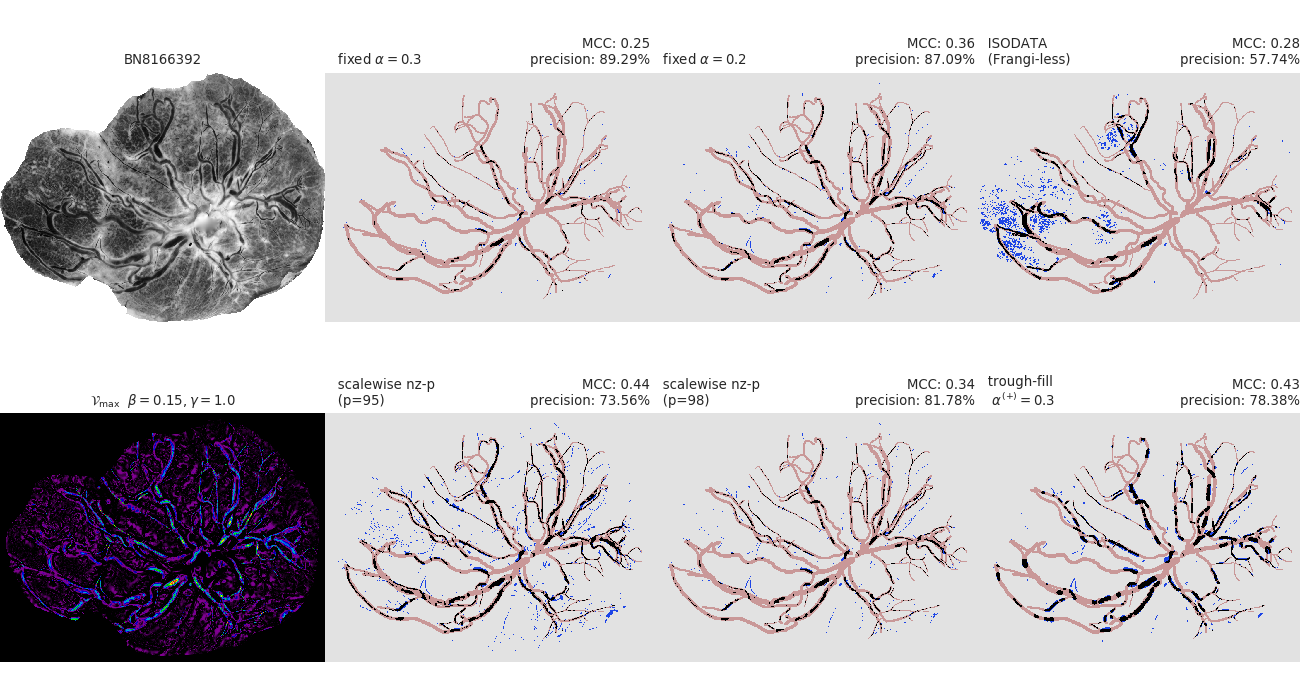 BN8166392
fixed α = 0.3
MCC: 0.25
precision: 89.29%
fixed α = 0.2
MCC: 0.36
precision: 87.09%
ISODATA
(Frangi-less)
MCC: 0.28
precision: 57.74%
𝒱max β = 0.15, γ = 1.0
scalewise nz-p
(p=95)
MCC: 0.44
precision: 73.56%
scalewise nz-p
(p=98)
MCC: 0.34
precision: 81.78%
trough-fill
α(+) = 0.3
MCC: 0.43
precision: 78.38%